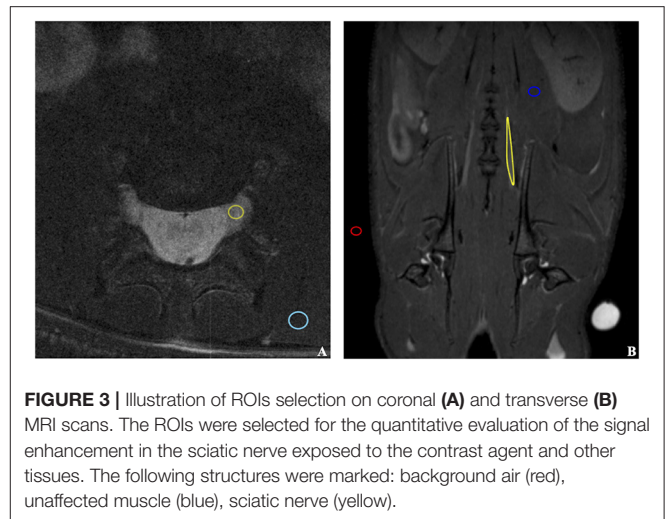 A
B
FIGURE 3 | Illustration of ROIs selection on coronal (A) and transverse (B)
MRI scans. The ROIs were selected for the quantitative evaluation of the signal
enhancement in the sciatic nerve exposed to the contrast agent and other
tissues. The following structures were marked: background air (red),
unaffected muscle (blue), sciatic nerve (yellow).